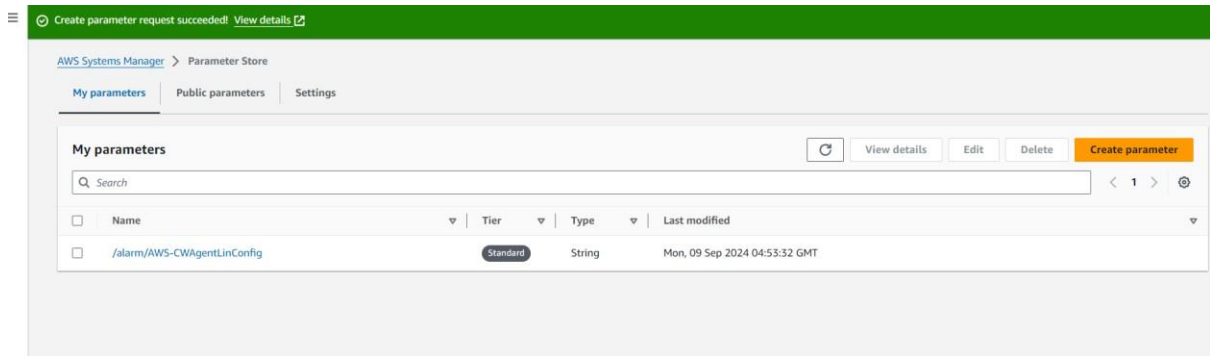 Create parameter request succeeded! View details
AWS Systems Manager > Parameter Store
My parameters Public parameters Settings
My parameters View details Edit Delete Create parameter
Search
< 1 >
Name Tier Type Last modified
/alarm/AWS-CWAgentLinConfig Standard String Mon, 09 Sep 2024 04:53:32 GMT